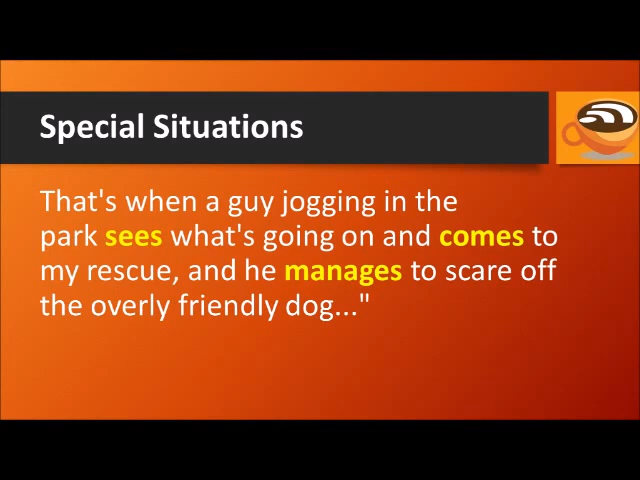 Special Situations
That's when a guy jogging in the
park sees what's going on and comes to
my rescue, and he manages to scare off
the overly friendly dog..."